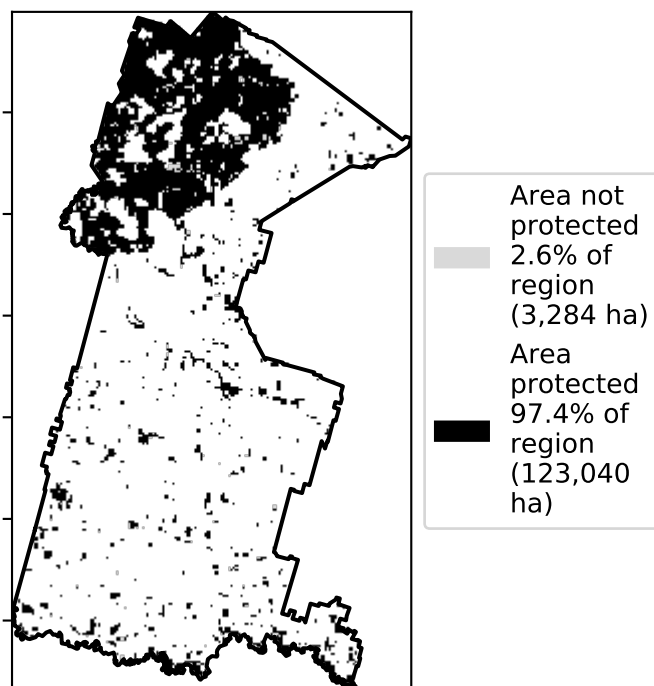 Area not
protected
2.6% of
region
(3,284 ha)
Area
protected
97.4% of
region
(123,040
ha)